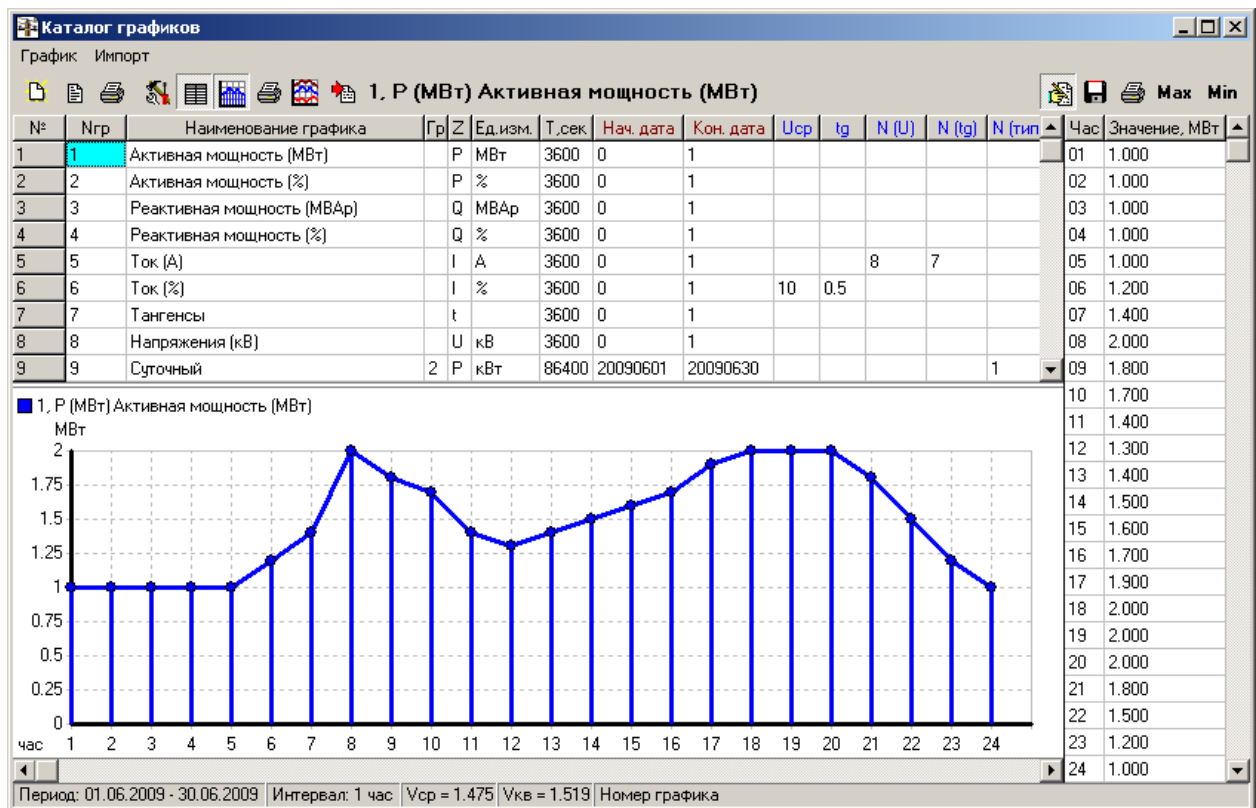 Каталог графиков
График Импорт
1, P (МВт) Активная мощность (МВт) Max Min
№ Nгр Наименование графика Гр Z Ед.изм. Т,сек Нач. дата Кон. дата Uср tg N (U) N (tg) N (тип
1 1 Активная мощность (МВт) P МВт 3600 0 1
2 2 Активная мощность (%) P % 3600 0 1
3 3 Реактивная мощность (МВАр) Q МВАр 3600 0 1
4 4 Реактивная мощность (%) Q % 3600 0 1
5 5 Ток (А) I А 3600 0 1 8 7
6 6 Ток (%) I % 3600 0 1 10 0.5
7 7 Тангенсы t 3600 0 1
8 8 Напряжения (кВ) U кВ 3600 0 1
9 9 Суточный 2 P кВт 86400 20090601 20090630 1
Час Значение, МВт
01 1.000
02 1.000
03 1.000
04 1.000
05 1.000
06 1.200
07 1.400
08 2.000
09 1.800
10 1.700
11 1.400
12 1.300
13 1.400
14 1.500
15 1.600
16 1.700
17 1.900
18 2.000
19 2.000
20 2.000
21 1.800
22 1.500
23 1.200
24 1.000
1, P (МВт) Активная мощность (МВт)
МВт
2
1.75
1.5
1.25
1
0.75
0.5
0.25
0
час 1 2 3 4 5 6 7 8 9 10 11 12 13 14 15 16 17 18 19 20 21 22 23 24
Период: 01.06.2009 - 30.06.2009 Интервал: 1 час Vср = 1.475 Vкв = 1.519 Номер графика